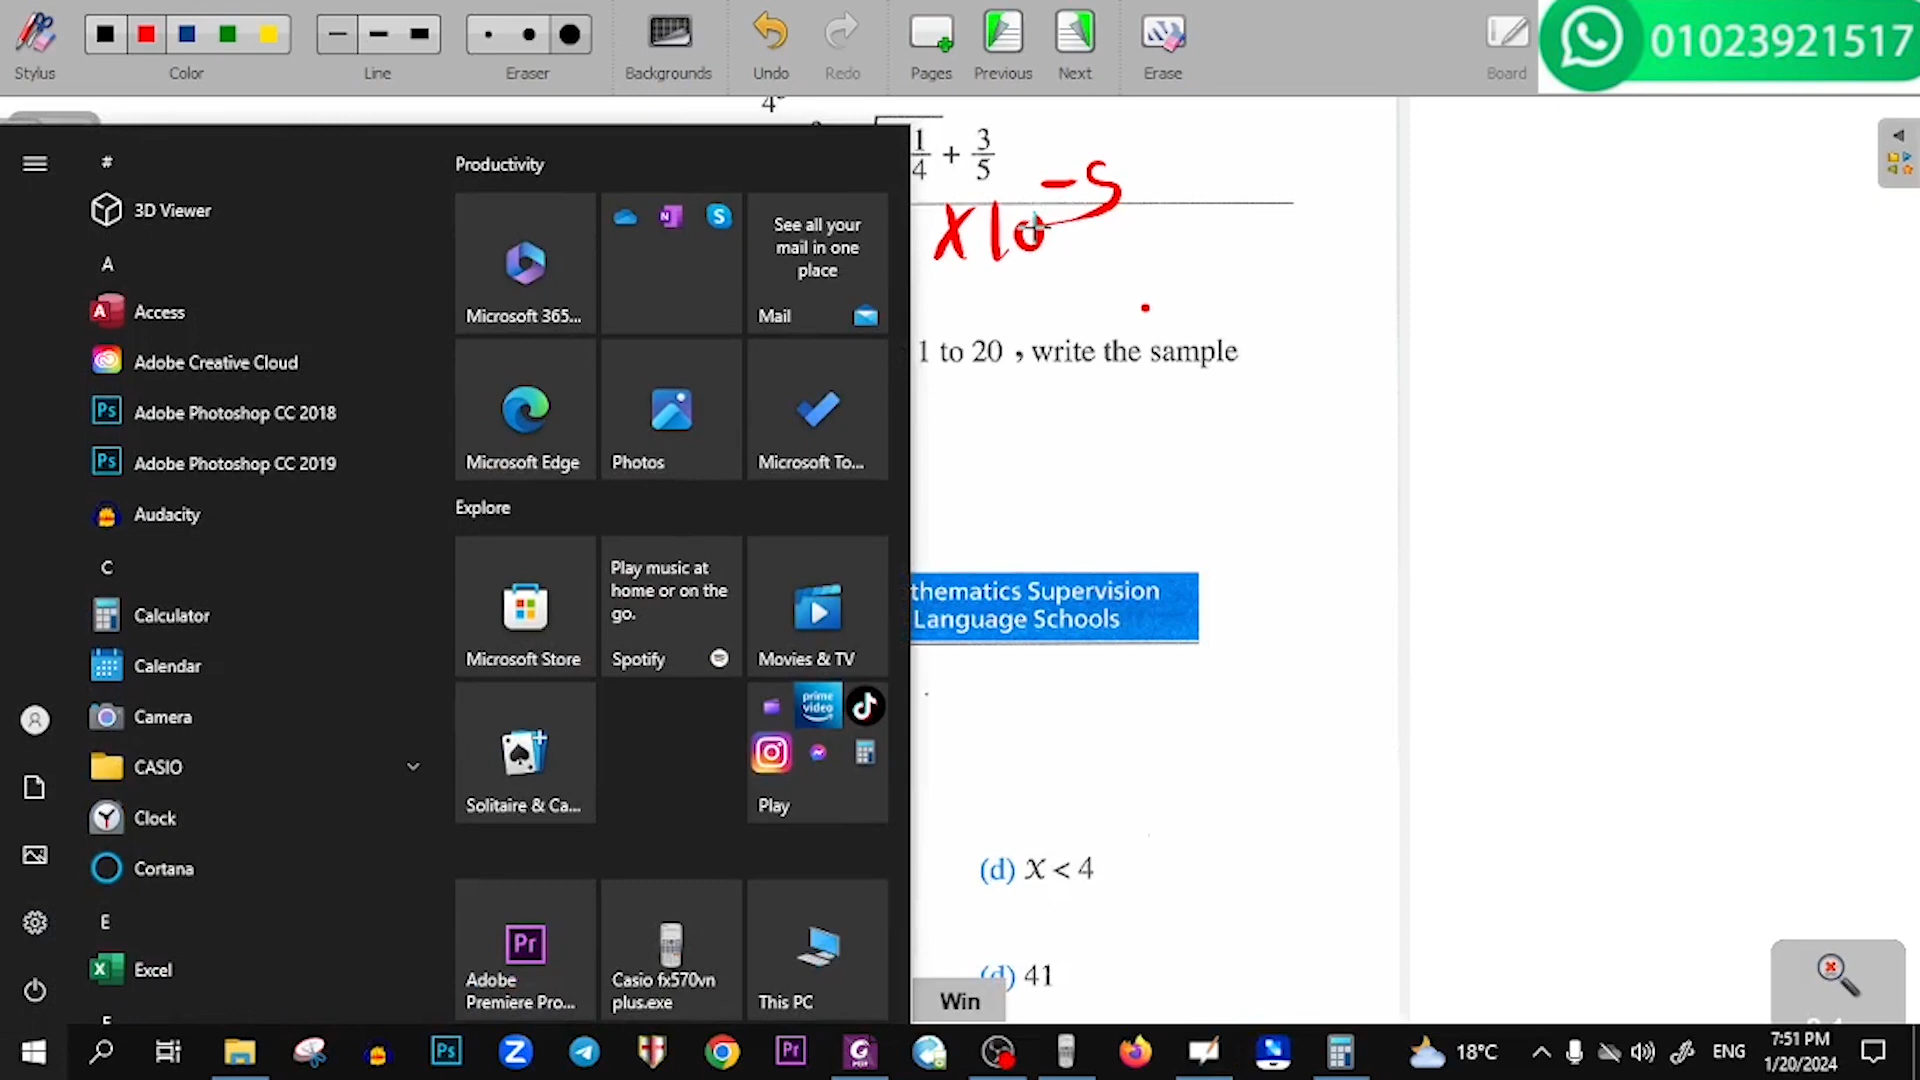 01023921517
Stylus Color Line Eraser Backgrounds Undo Redo Pages Previous Next Erase Board
1/4 + 3/5
×10 -5
1 to 20 , write the sample
thematics Supervision
Language Schools
(d) x < 4
(d) 41
#
3D Viewer
A
Access
Adobe Creative Cloud
Adobe Photoshop CC 2018
Adobe Photoshop CC 2019
Audacity
C
Calculator
Calendar
Camera
CASIO
Clock
Cortana
E
Excel
Productivity
Microsoft 365...
See all your
mail in one
place
Mail
Microsoft Edge
Photos
Microsoft To...
Explore
Microsoft Store
Play music at
home or on the
go.
Spotify
Movies & TV
Solitaire & Ca...
prime
video
Play
Adobe
Premiere Pro...
Casio fx570vn
plus.exe
This PC
Win
18°C
ENG
7:51 PM
1/20/2024